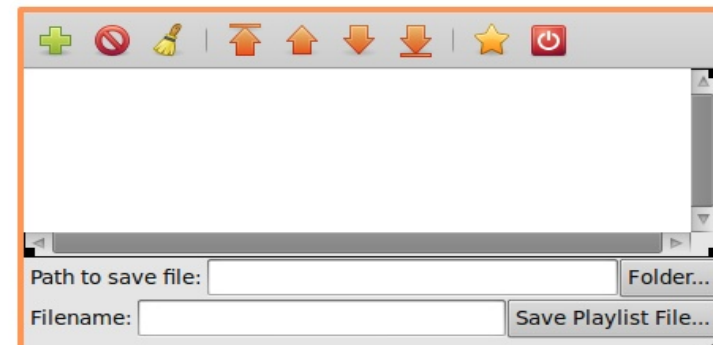 Path to save file:
Folder...
Filename:
Save Playlist File...